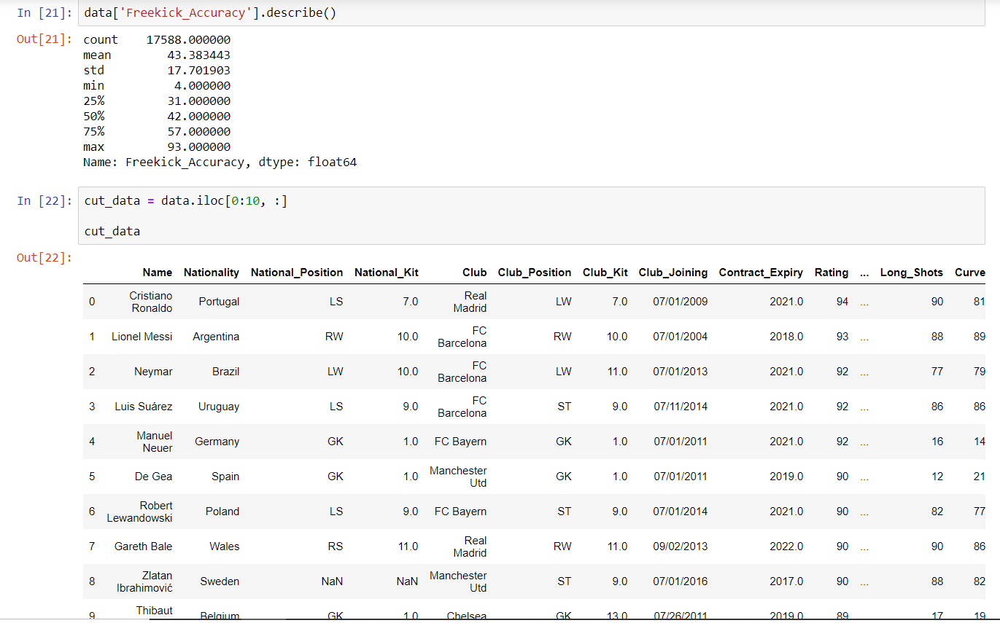 In [21]: data['Freekick_Accuracy'].describe()
Out[21]: count 17588.000000
mean 43.383443
std 17.701903
min 4.000000
25% 31.000000
50% 42.000000
75% 57.000000
max 93.000000
Name: Freekick_Accuracy, dtype: float64
In [22]: cut_data = data.iloc[0:10, :]
cut_data
Out[22]:
Name Nationality National_Position National_Kit Club Club_Position Club_Kit Club_Joining Contract_Expiry Rating ... Long_Shots Curve
0 Cristiano Ronaldo Portugal LS 7.0 Real Madrid LW 7.0 07/01/2009 2021.0 94 ... 90 81
1 Lionel Messi Argentina RW 10.0 FC Barcelona RW 10.0 07/01/2004 2018.0 93 ... 88 89
2 Neymar Brazil LW 10.0 FC Barcelona LW 11.0 07/01/2013 2021.0 92 ... 77 79
3 Luis Suárez Uruguay LS 9.0 FC Barcelona ST 9.0 07/11/2014 2021.0 92 ... 86 86
4 Manuel Neuer Germany GK 1.0 FC Bayern GK 1.0 07/01/2011 2021.0 92 ... 16 14
5 De Gea Spain GK 1.0 Manchester Utd GK 1.0 07/01/2011 2019.0 90 ... 12 21
6 Robert Lewandowski Poland LS 9.0 FC Bayern ST 9.0 07/01/2014 2021.0 90 ... 82 77
7 Gareth Bale Wales RS 11.0 Real Madrid RW 11.0 09/02/2013 2022.0 90 ... 90 86
8 Zlatan Ibrahimović Sweden NaN NaN Manchester Utd ST 9.0 07/01/2016 2017.0 90 ... 88 82
9 Thibaut Belgium GK 1.0 Chelsea GK 13.0 07/26/2011 2019.0 89 ... 17 19